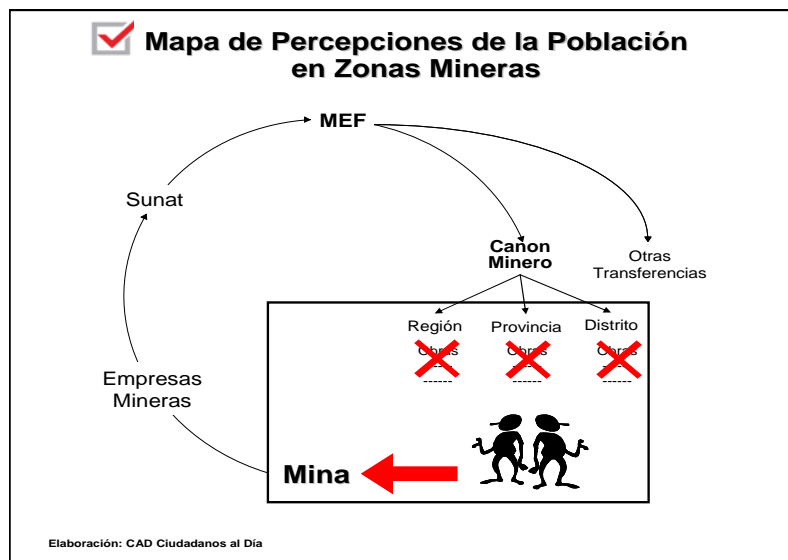 Mapa de Percepciones de la Población
en Zonas Mineras
MEF
Sunat
Canon
Minero
Otras
Transferencias
Región
Provincia
Distrito
Obras
Obras
Obras
-----
-----
-----
------
------
------
Empresas
Mineras
Mina
Elaboración: CAD Ciudadanos al Día